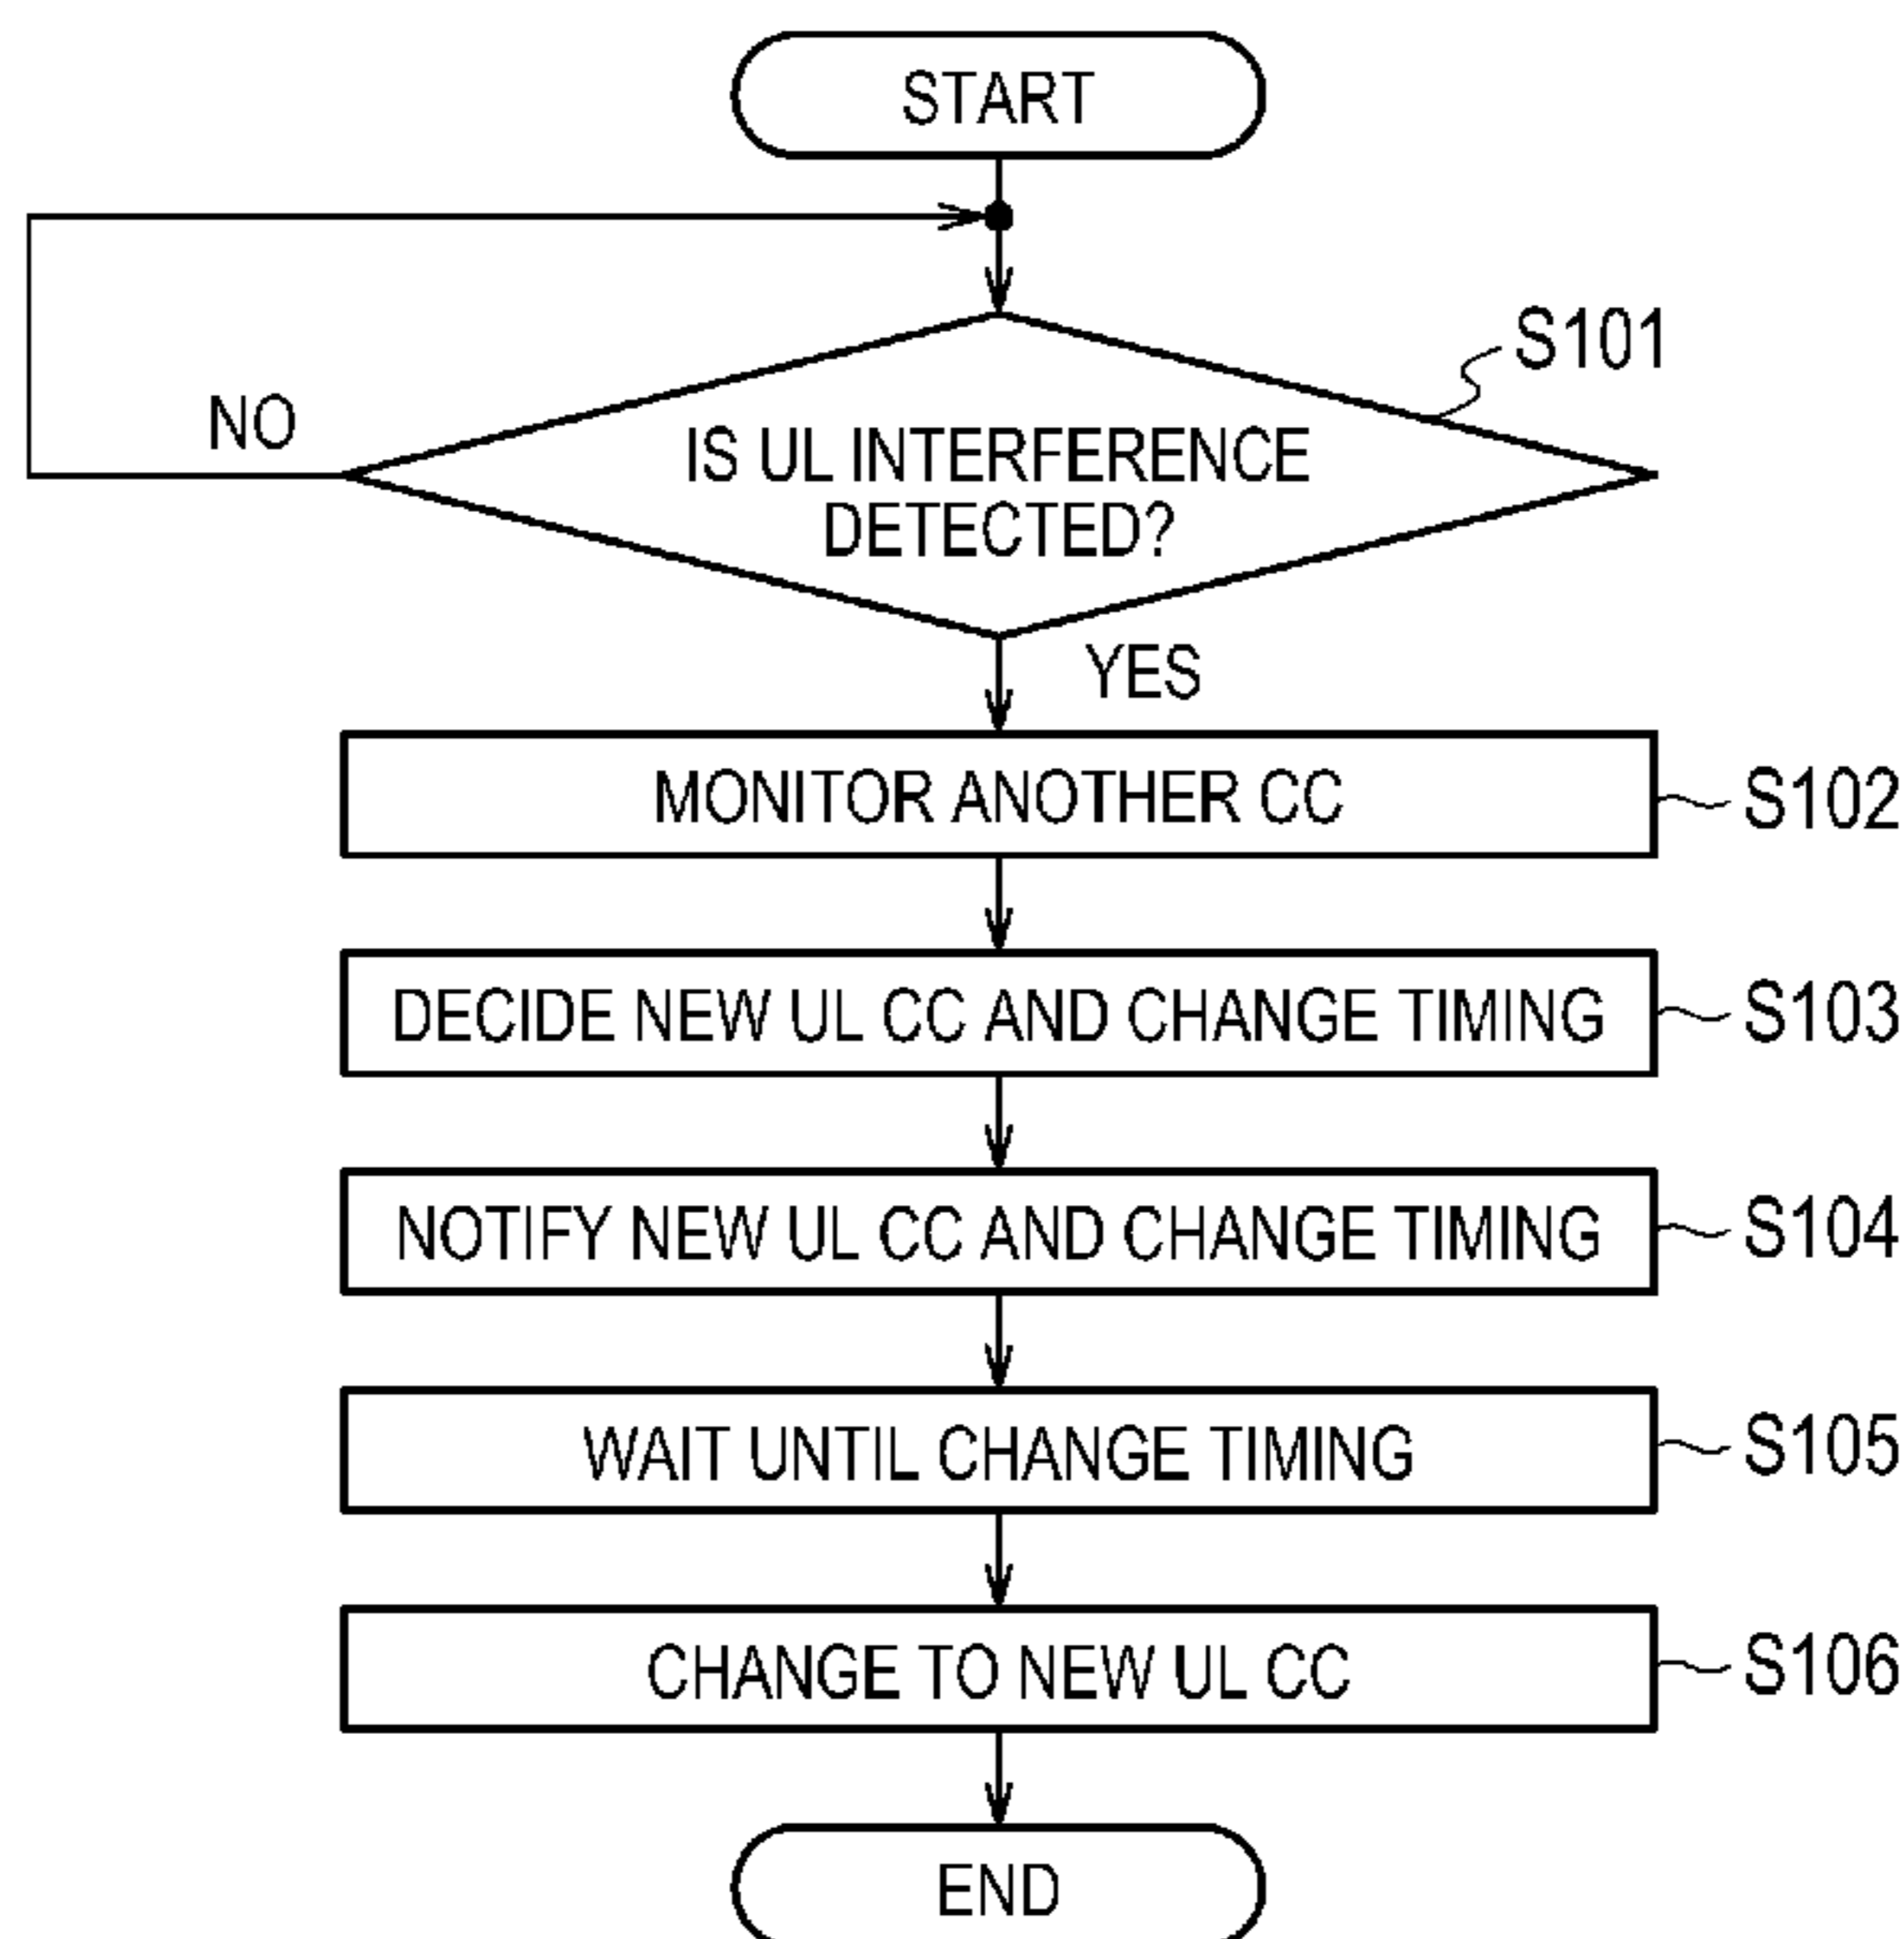 START
S101
NO
IS UL INTERFERENCE
DETECTED?
YES
MONITOR ANOTHER CC
S102
DECIDE NEW UL CC AND CHANGE TIMING
S103
NOTIFY NEW UL CC AND CHANGE TIMING
S104
WAIT UNTIL CHANGE TIMING
S105
CHANGE TO NEW UL CC
S106
END